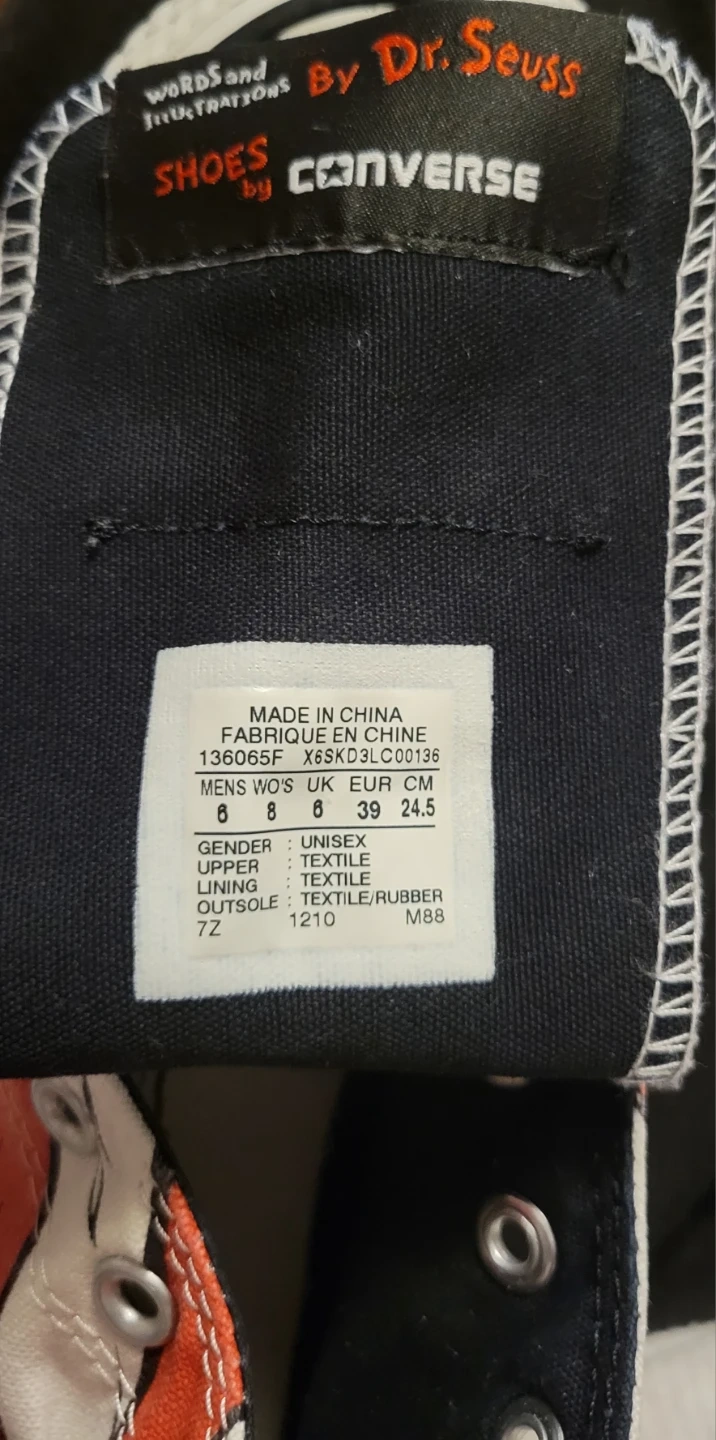 WORDS and
ILLUSTRATIONS By Dr. Seuss
SHOES
by CONVERSE
MADE IN CHINA
FABRIQUE EN CHINE
136065F X6SKD3LC00136
MENS WO'S UK EUR CM
6 8 6 39 24.5
GENDER : UNISEX
UPPER : TEXTILE
LINING : TEXTILE
OUTSOLE : TEXTILE/RUBBER
7Z 1210 M88